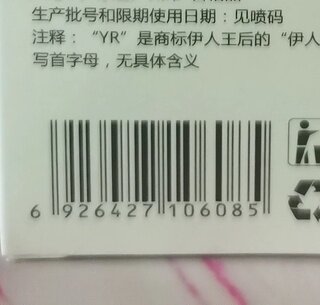 生产批号和限期使用日期：见喷码
注释：“YR”是商标伊人王后的“伊人
写首字母，无具体含义
6 926427 106085